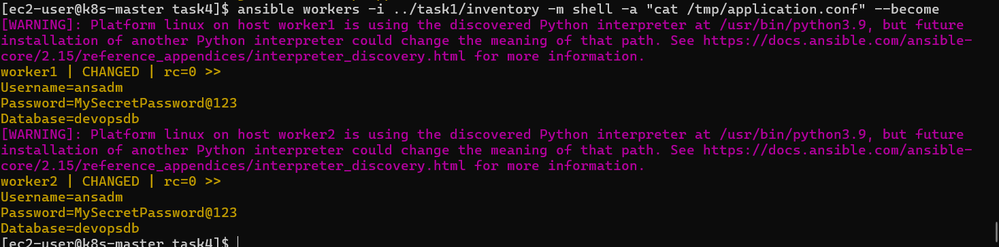 [ec2-user@k8s-master task4]$ ansible workers -i ../task1/inventory -m shell -a "cat /tmp/application.conf" --become
[WARNING]: Platform linux on host worker1 is using the discovered Python interpreter at /usr/bin/python3.9, but future
installation of another Python interpreter could change the meaning of that path. See https://docs.ansible.com/ansible-
core/2.15/reference_appendices/interpreter_discovery.html for more information.
worker1 | CHANGED | rc=0 >>
Username=ansadm
Password=MySecretPassword@123
Database=devopsdb
[WARNING]: Platform linux on host worker2 is using the discovered Python interpreter at /usr/bin/python3.9, but future
installation of another Python interpreter could change the meaning of that path. See https://docs.ansible.com/ansible-
core/2.15/reference_appendices/interpreter_discovery.html for more information.
worker2 | CHANGED | rc=0 >>
Username=ansadm
Password=MySecretPassword@123
Database=devopsdb
[ec2-user@k8s-master task4]$